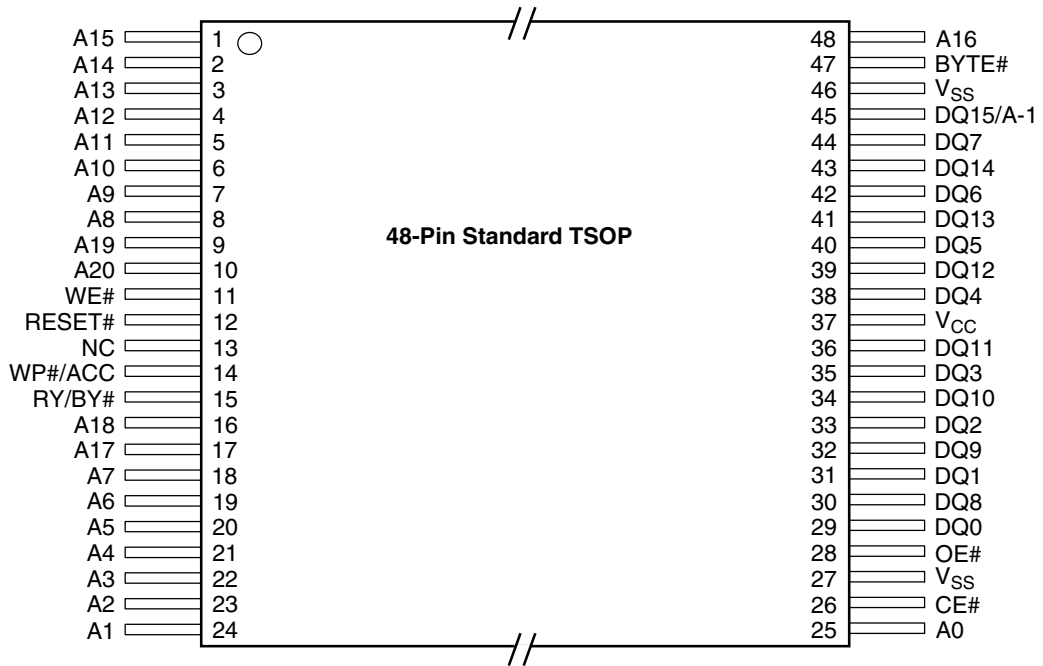 A15 1 48 A16
A14 2 47 BYTE#
A13 3 46 VSS
A12 4 45 DQ15/A-1
A11 5 44 DQ7
A10 6 43 DQ14
A9 7 42 DQ6
A8 8 41 DQ13
A19 9 48-Pin Standard TSOP 40 DQ5
A20 10 39 DQ12
WE# 11 38 DQ4
RESET# 12 37 VCC
NC 13 36 DQ11
WP#/ACC 14 35 DQ3
RY/BY# 15 34 DQ10
A18 16 33 DQ2
A17 17 32 DQ9
A7 18 31 DQ1
A6 19 30 DQ8
A5 20 29 DQ0
A4 21 28 OE#
A3 22 27 VSS
A2 23 26 CE#
A1 24 25 A0